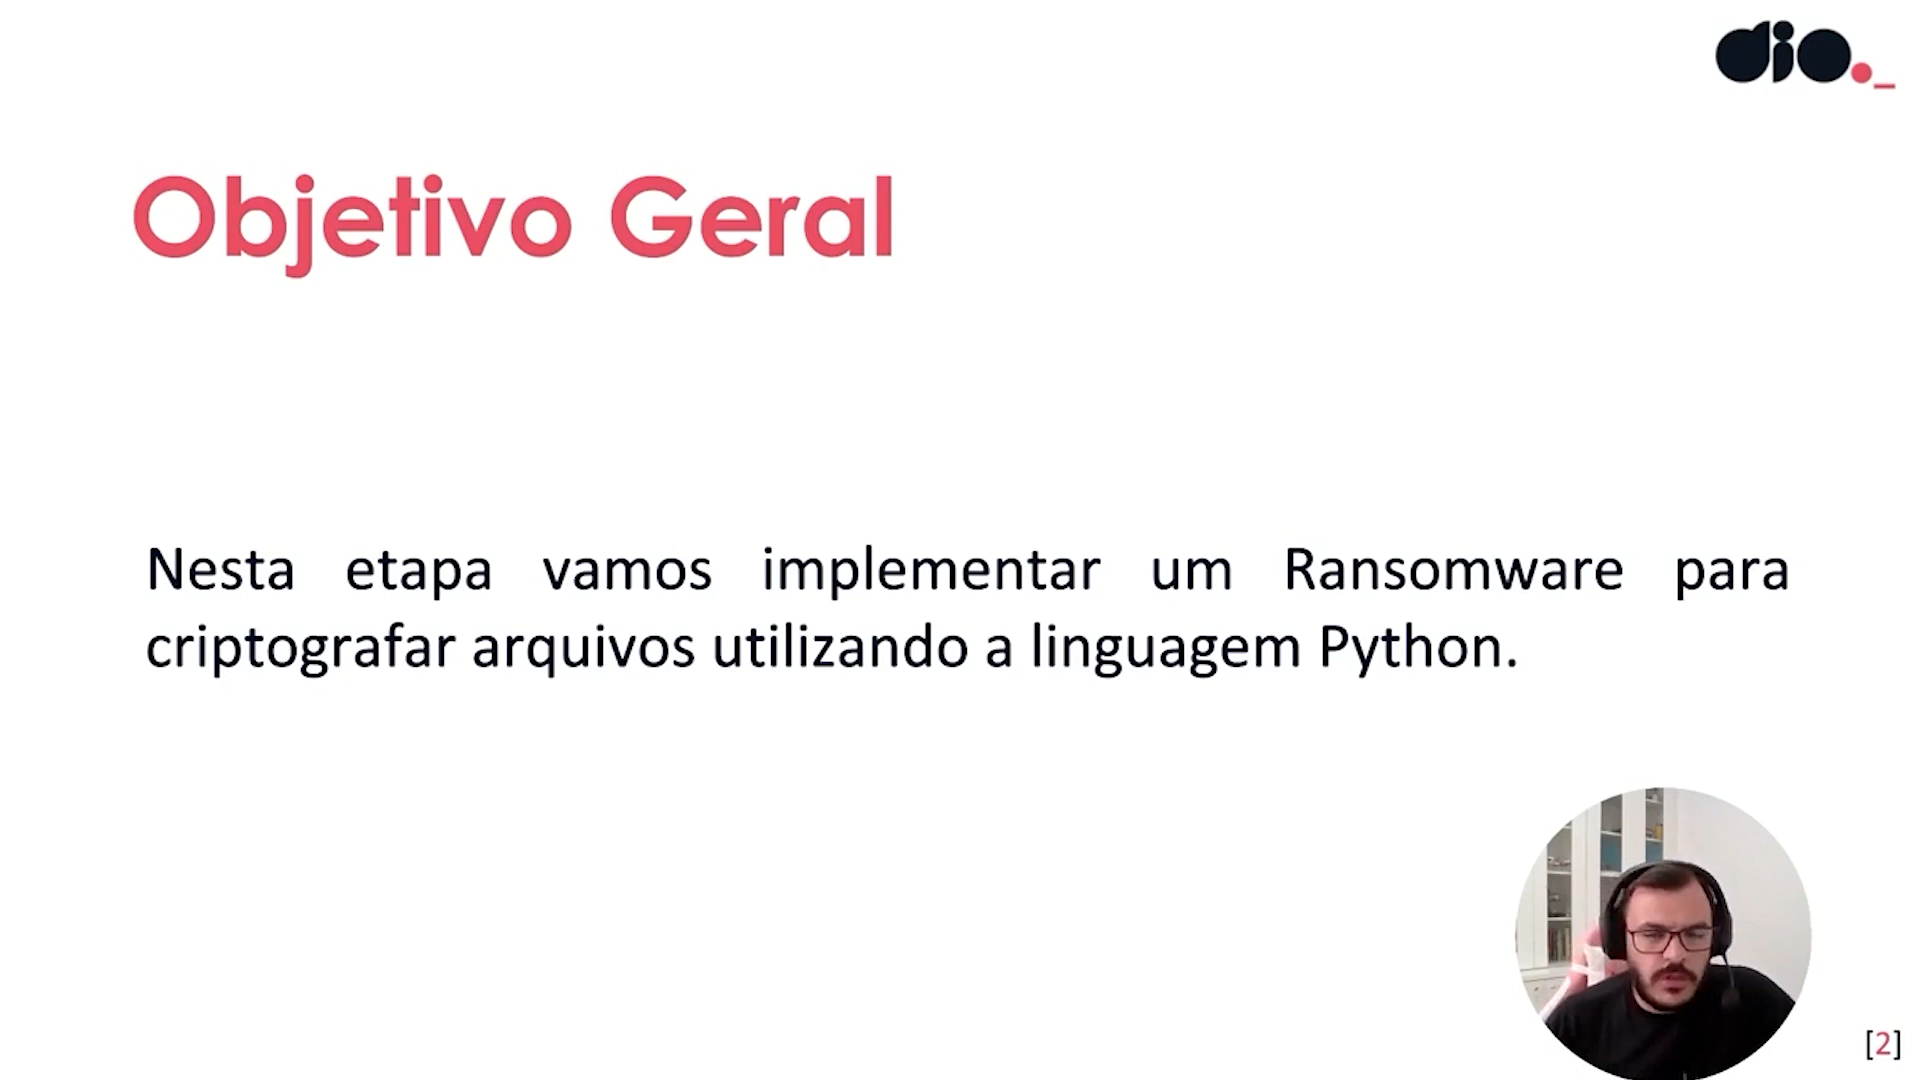 dio._
Objetivo Geral
Nesta etapa vamos implementar um Ransomware para
criptografar arquivos utilizando a linguagem Python.
[2]